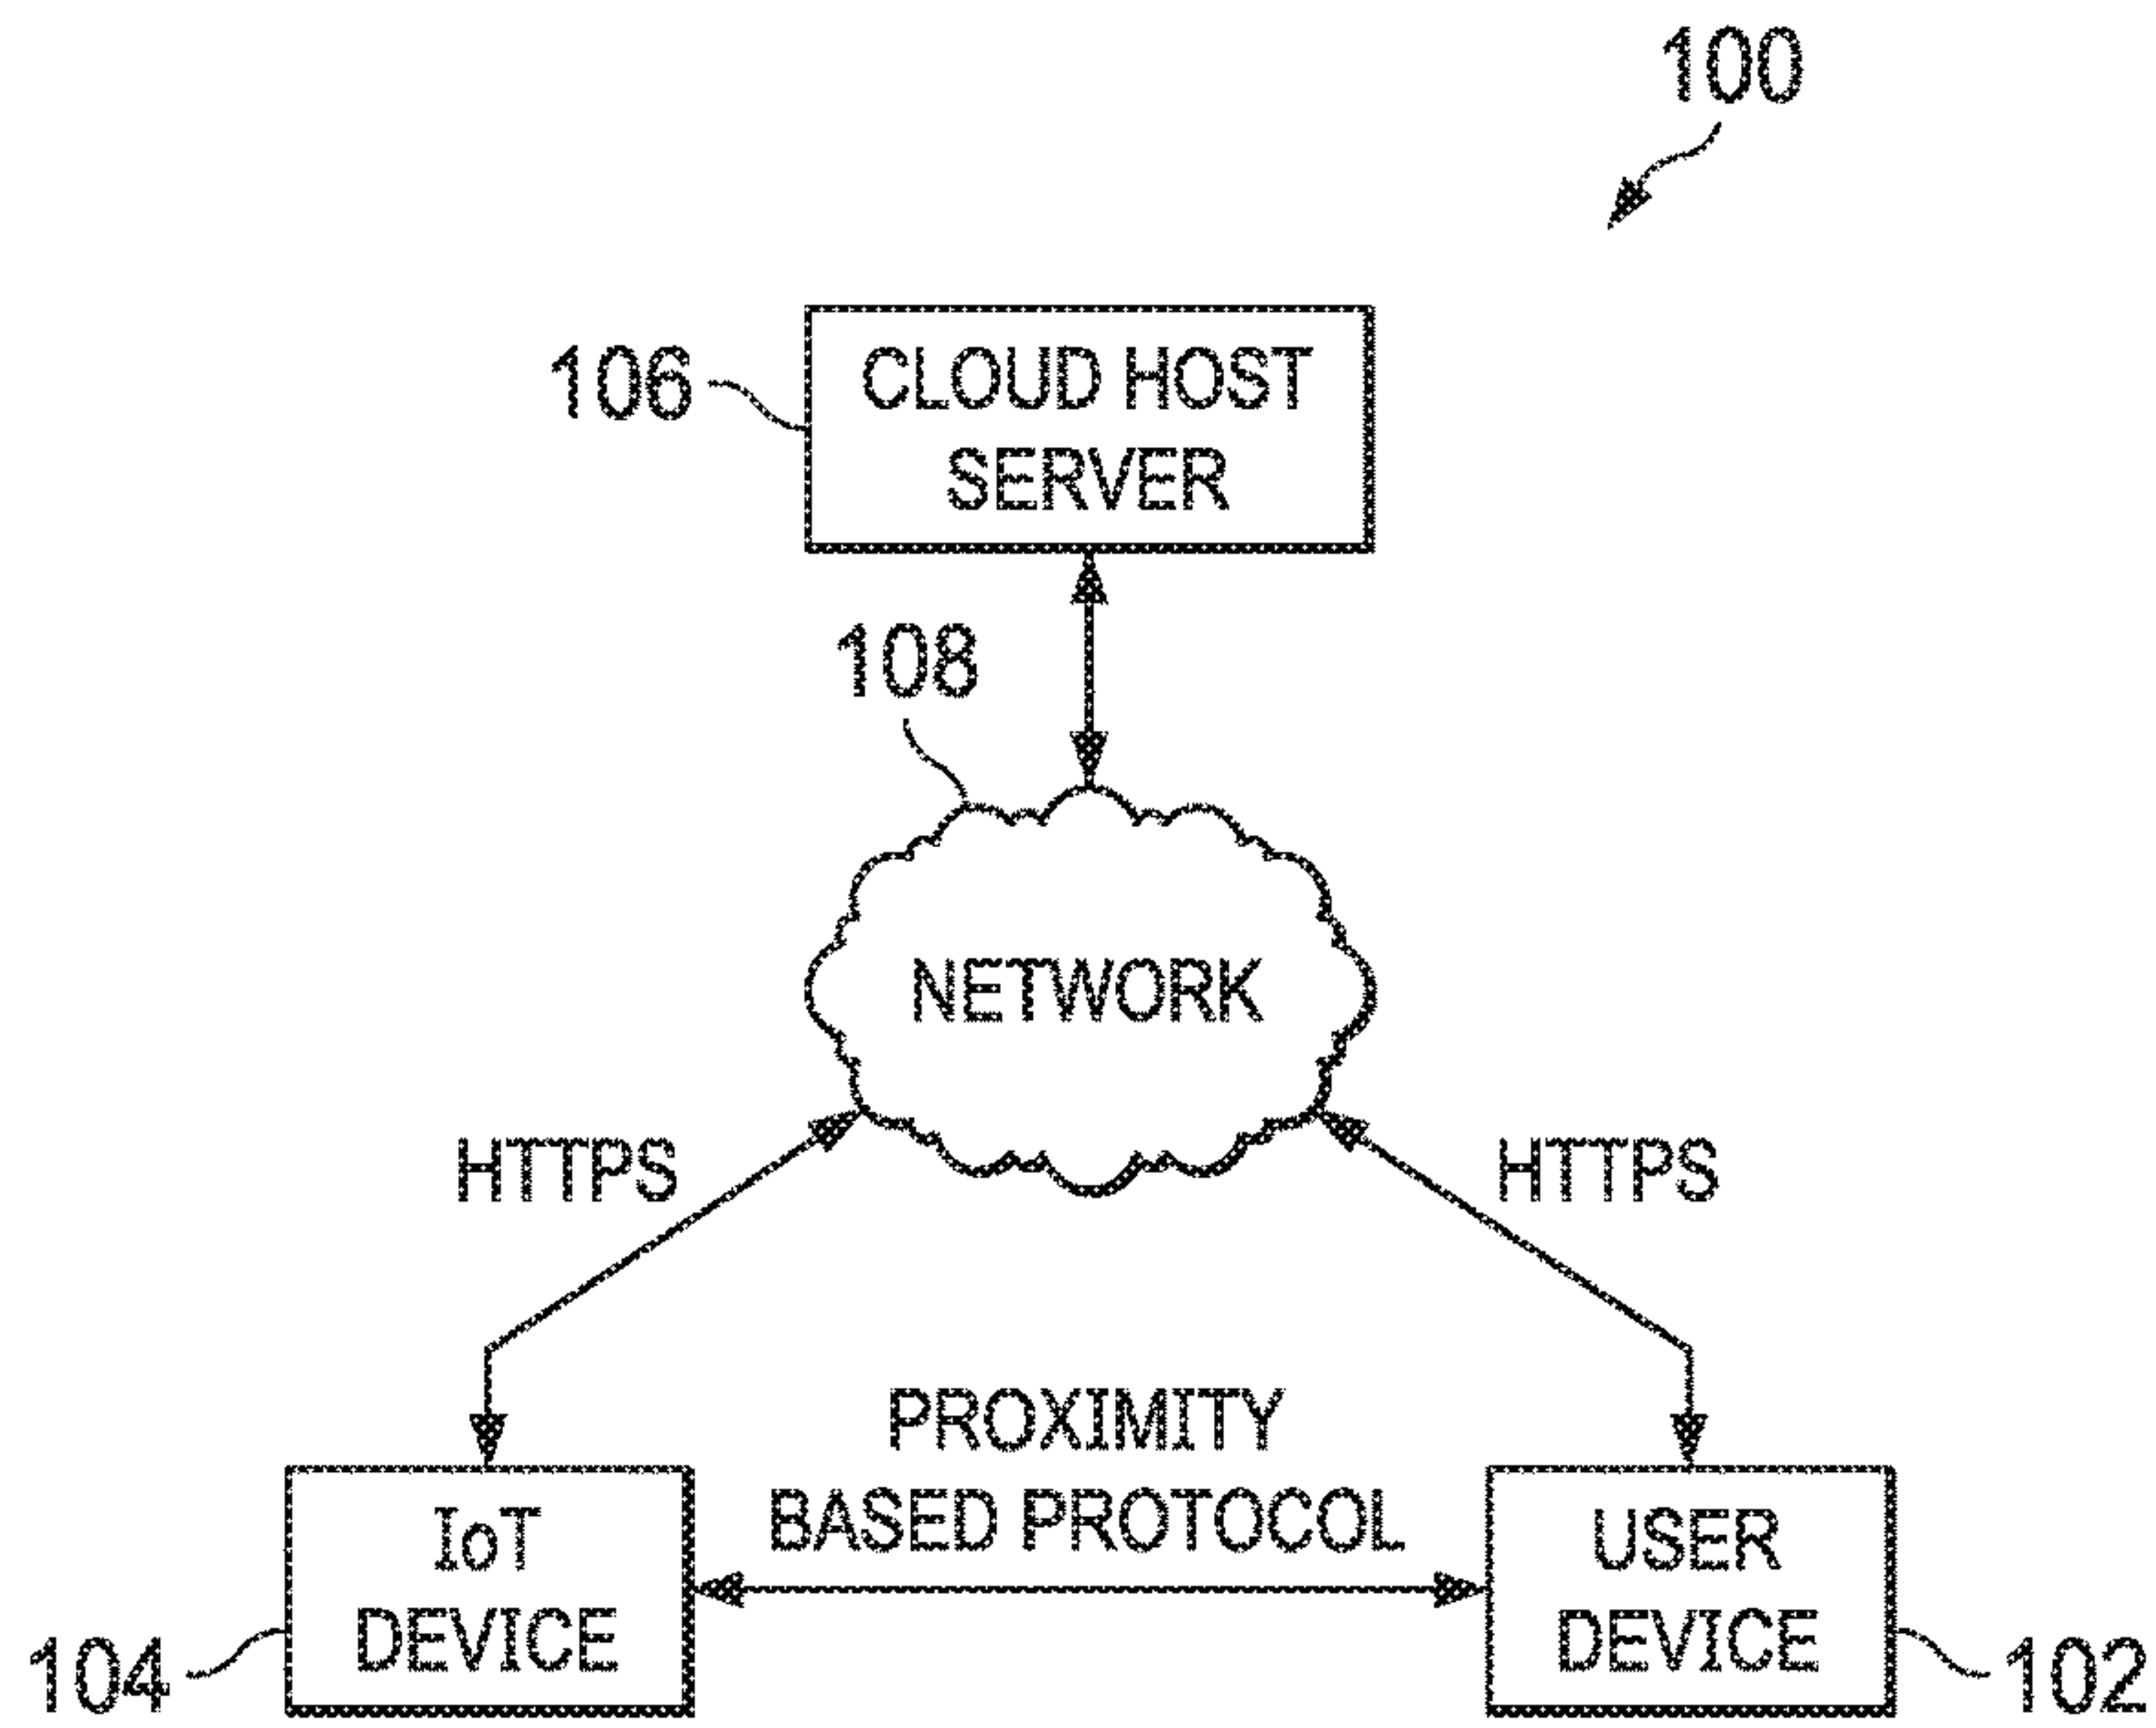 100
106
CLOUD HOST
SERVER
108
NETWORK
HTTPS
HTTPS
PROXIMITY
BASED PROTOCOL
IoT
DEVICE
USER
DEVICE
104
102